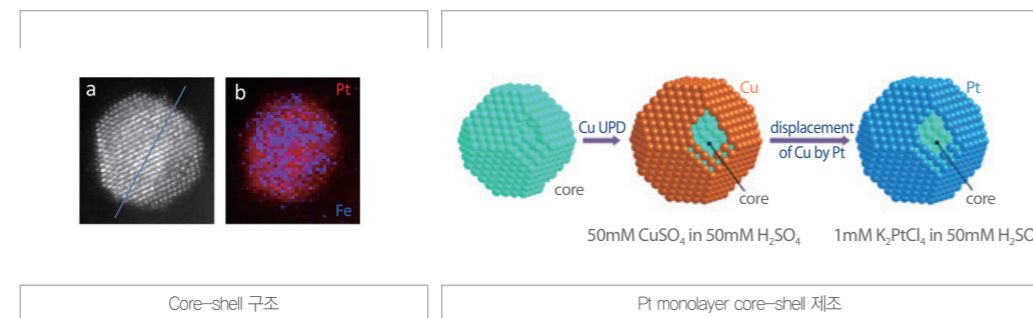 a
b
Pt
Fe
core
Cu UPD
Cu
core
displacement
of Cu by Pt
Pt
core
50mM CuSO₄ in 50mM H₂SO₄
1mM K₂PtCl₄ in 50mM H₂SO
Core-shell 구조
Pt monolayer core-shell 제조